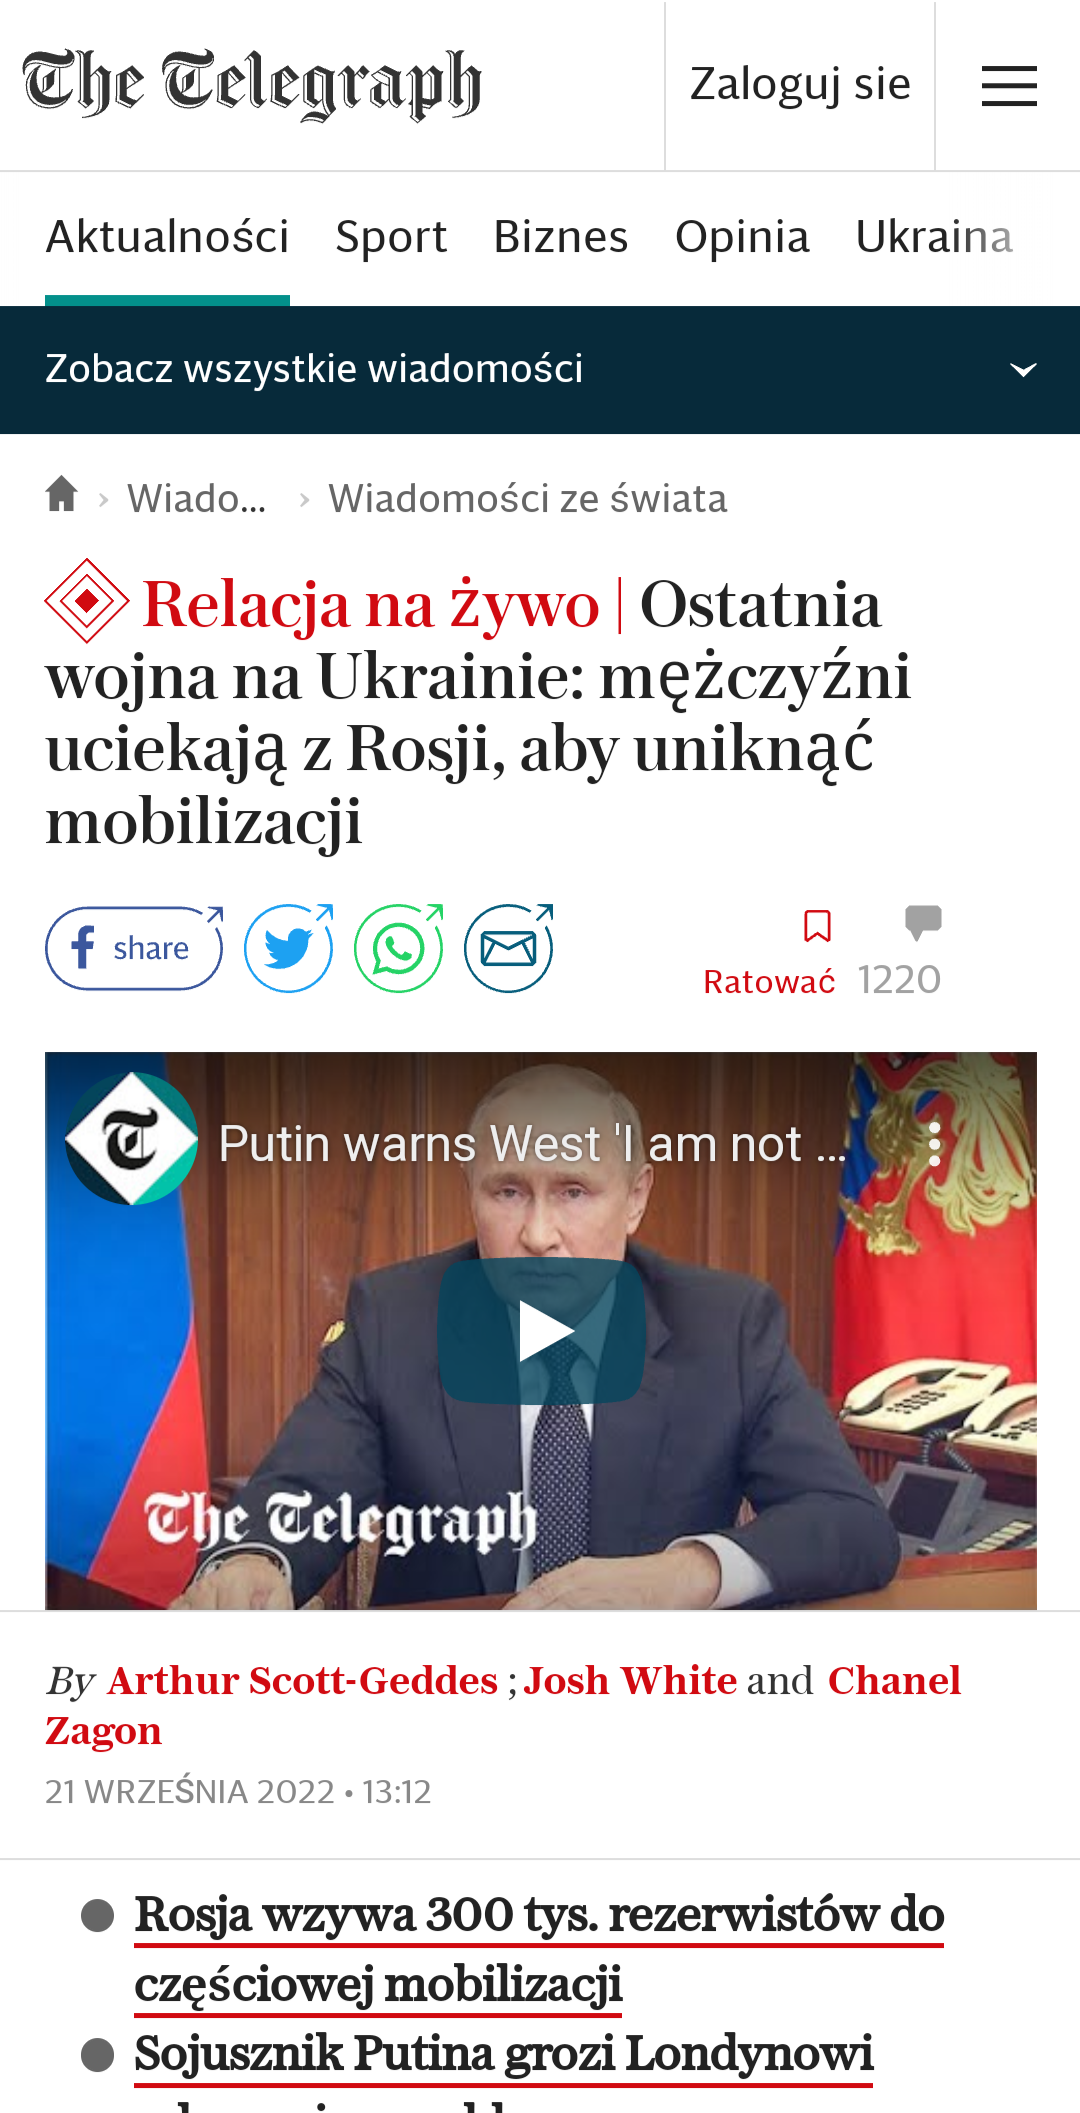 The Telegraph
Zaloguj sie
Aktualności Sport Biznes Opinia Ukraina
Zobacz wszystkie wiadomości
Wiado... Wiadomości ze świata
Relacja na żywo | Ostatnia
wojna na Ukrainie: mężczyźni
uciekają z Rosji, aby uniknąć
mobilizacji
share
Ratować 1220
Putin warns West 'I am not ...
The Telegraph
By Arthur Scott-Geddes ; Josh White and Chanel
Zagon
21 WRZEŚNIA 2022 • 13:12
Rosja wzywa 300 tys. rezerwistów do
częściowej mobilizacji
Sojusznik Putina grozi Londynowi